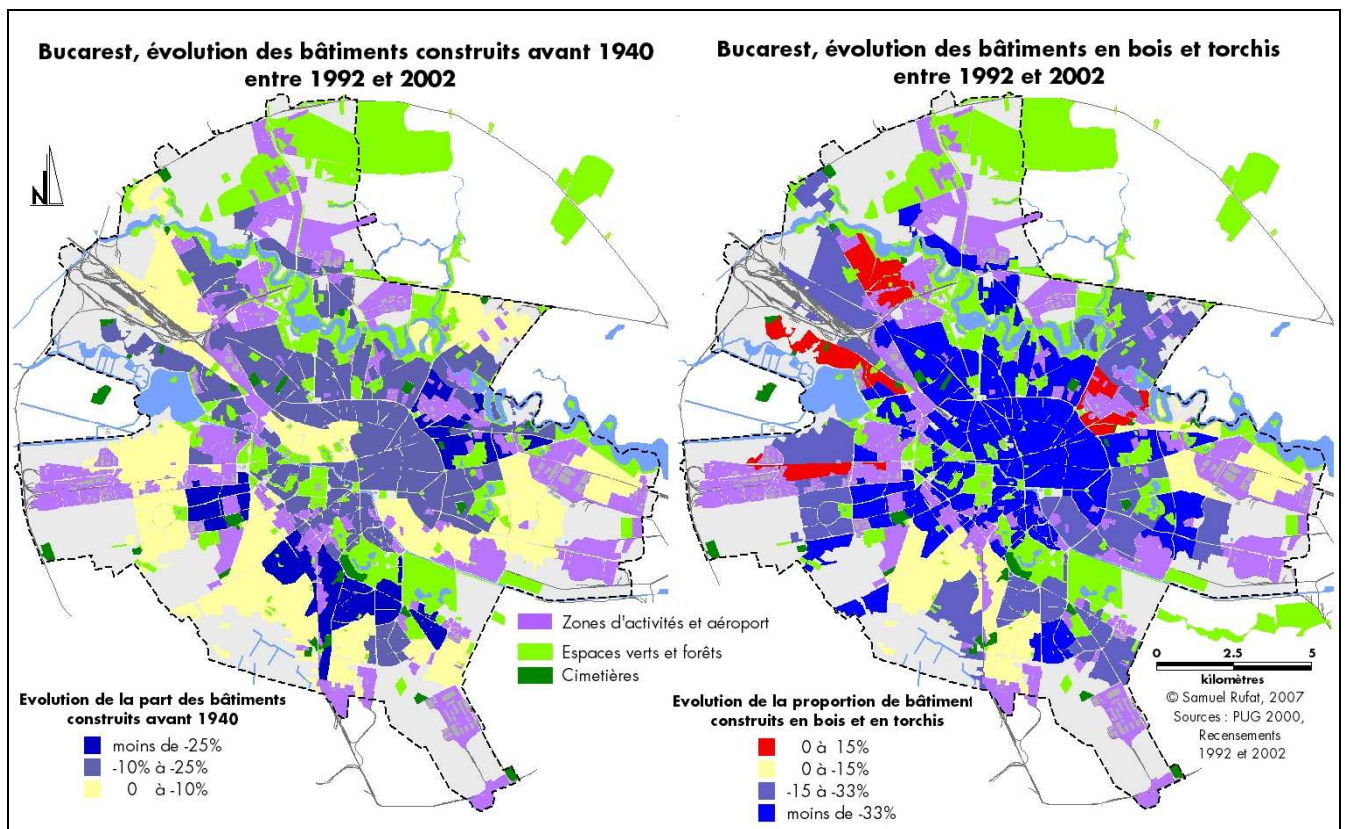 Bucarest, évolution des bâtiments construits avant 1940
entre 1992 et 2002
Bucarest, évolution des bâtiments en bois et torchis
entre 1992 et 2002
N
Zones d'activités et aéroport
Espaces verts et forêts
Cimetières
Evolution de la part des bâtiments
construits avant 1940
moins de -25%
-10% à -25%
0 à -10%
Evolution de la proportion de bâtiment
construits en bois et en torchis
0 à 15%
0 à -15%
-15 à -33%
moins de -33%
0 2.5 5
kilomètres
© Samuel Rufat, 2007
Sources : PUG 2000,
Recensements
1992 et 2002